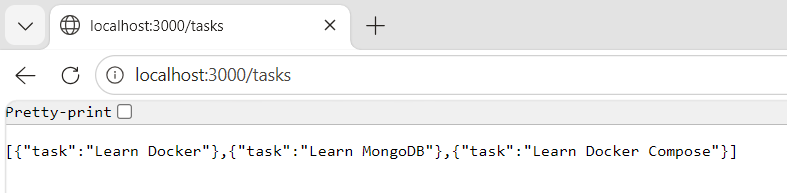 localhost:3000/tasks
localhost:3000/tasks
Pretty-print
[{"task":"Learn Docker"},{"task":"Learn MongoDB"},{"task":"Learn Docker Compose"}]